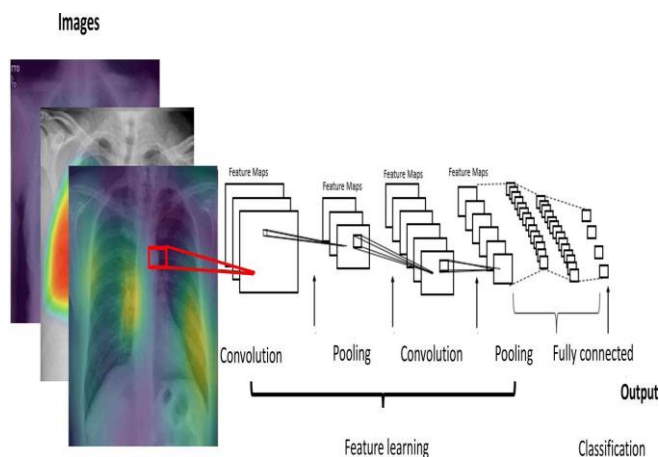 Images
Feature Maps
Feature Maps
Feature Maps
Feature Maps
Convolution
Pooling
Convolution
Pooling
Fully connected
Output
Feature learning
Classification